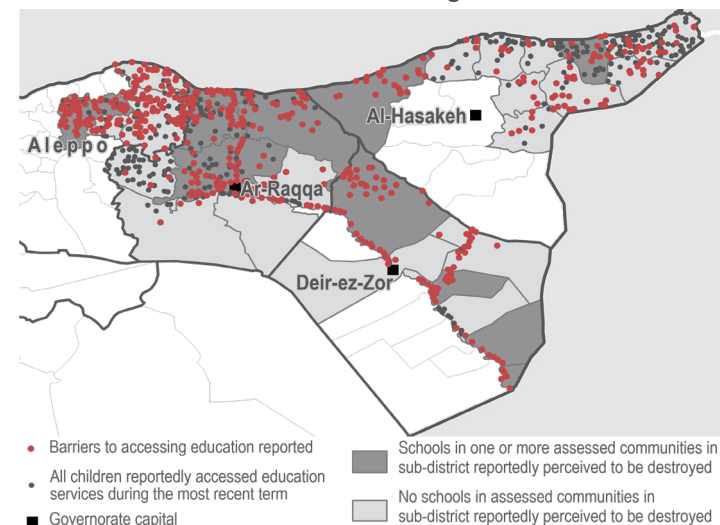 Al-Hasakeh
Aleppo
Ar-Raqqa
Deir-ez-Zor
Barriers to accessing education reported
All children reportedly accessed education
services during the most recent term
Governorate capital
Schools in one or more assessed communities in
sub-district reportedly perceived to be destroyed
No schools in assessed communities in
sub-district reportedly perceived to be destroyed